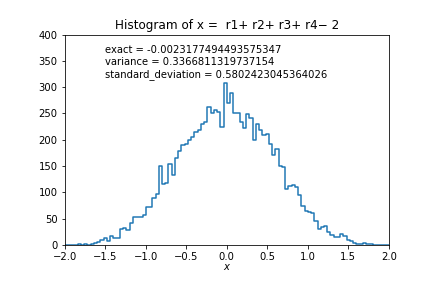 Histogram of x =  r1+ r2+ r3+ r4− 2
exact = -0.0023177494493575347
variance = 0.3366811319737154
standard_deviation = 0.5802423045364026
400
350
300
250
200
150
100
50
0
−2.0 −1.5 −1.0 −0.5 0.0 0.5 1.0 1.5 2.0
x